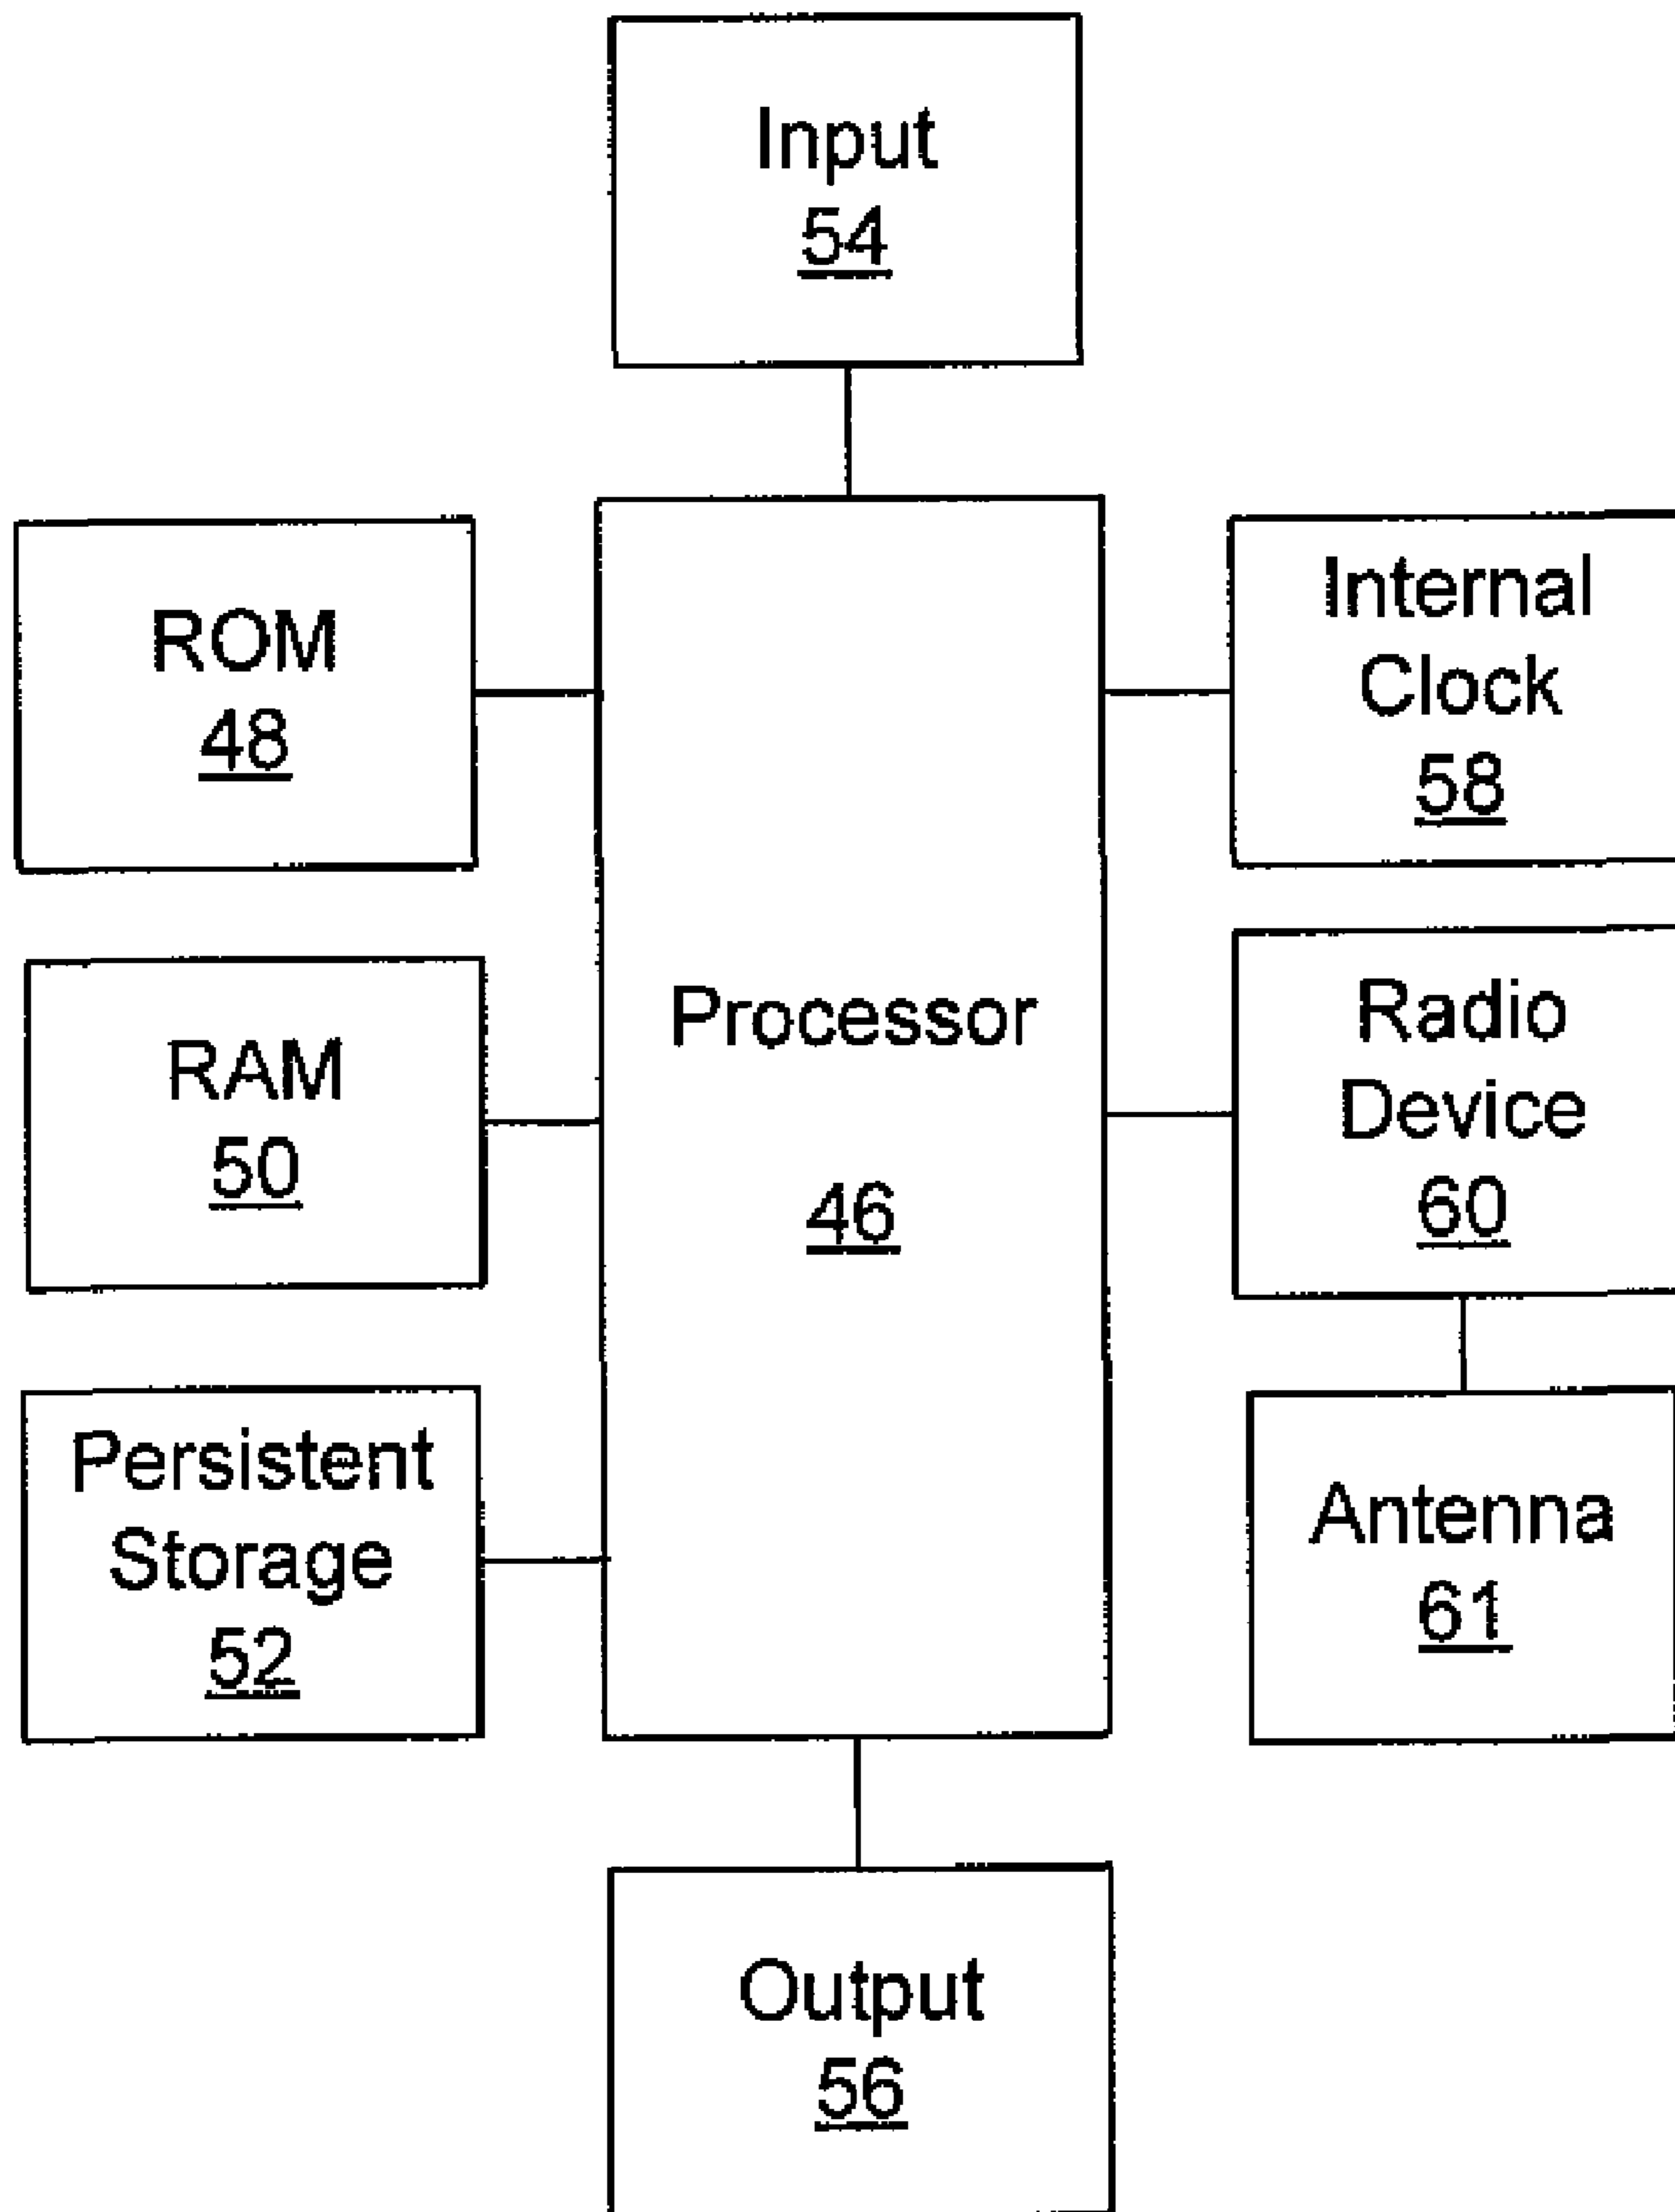 Input
54
ROM
48
Internal
Clock
58
Processor
46
RAM
50
Radio
Device
60
Persistent
Storage
52
Antenna
61
Output
56